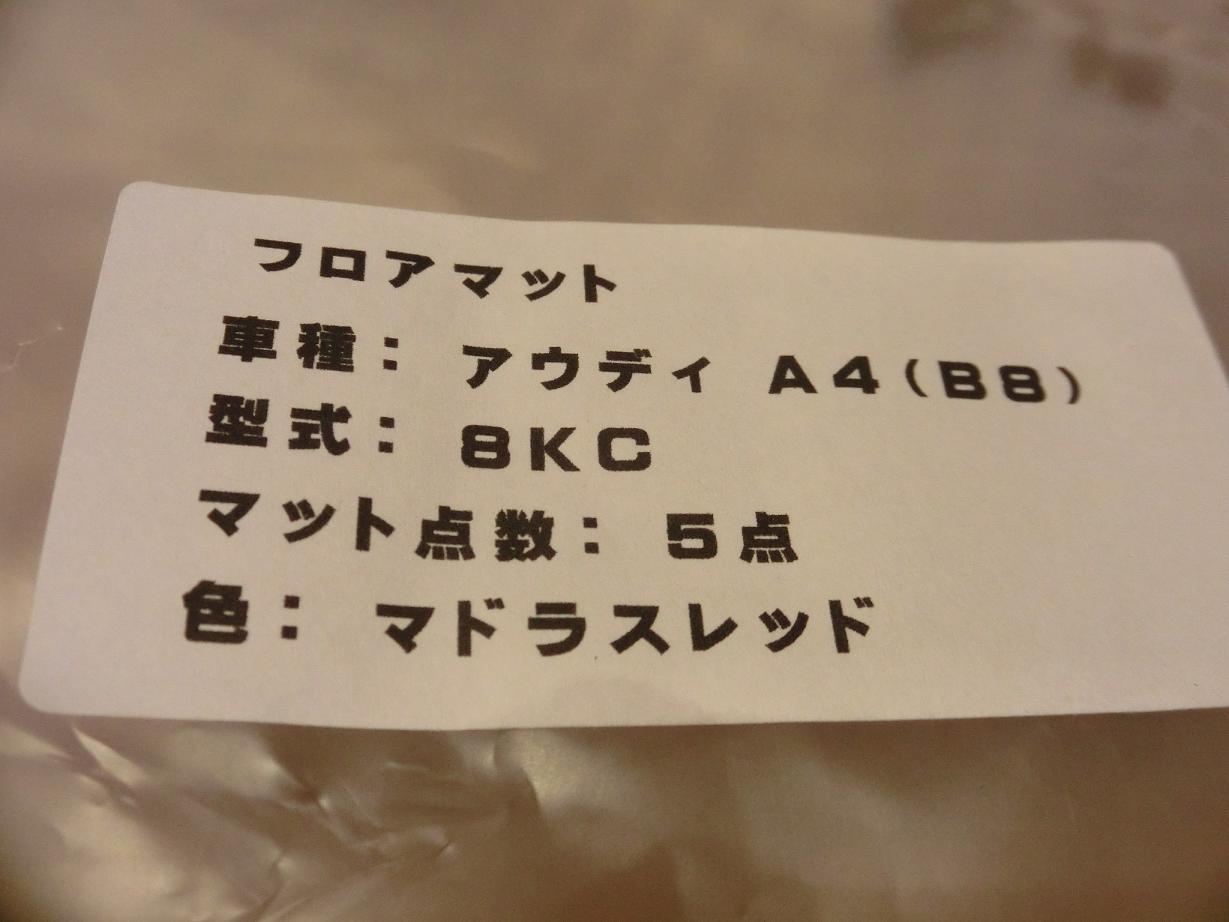 フロアマット
車種： アウディ A4(B8)
型式： 8KC
マット点数： 5点
色： マドラスレッド